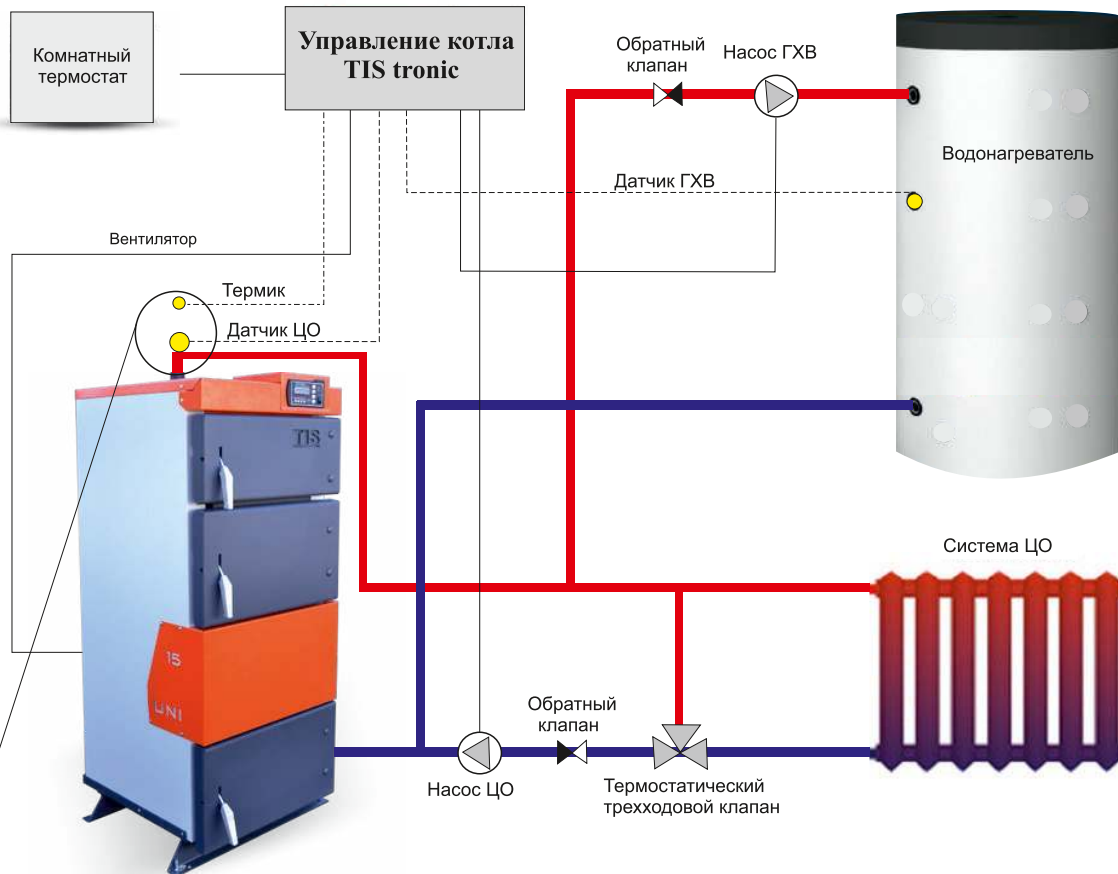 Комнатный
термостат
Управление котла
TIS tronic
Обратный
клапан
Насос ГХВ
Водонагреватель
Датчик ГХВ
Вентилятор
Термик
Датчик ЦО
TIS
Система ЦО
15
UNI
Обратный
клапан
Насос ЦО
Термостатический
трехходовой клапан